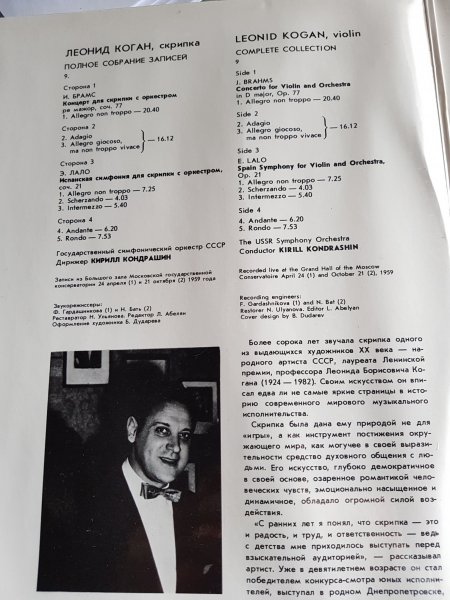 ЛЕОНИД КОГАН, скрипка
ПОЛНОЕ СОБРАНИЕ ЗАПИСЕЙ
9.
Сторона 1
И. БРАМС
Концерт для скрипки с оркестром
ре мажор, соч. 77
1. Allegro non troppo — 20.40
Сторона 2
2. Adagio
3. Allegro giocoso,
ma non troppo vivace
— 16.12
Сторона 3
Э. ЛАЛО
Испанская симфония для скрипки с оркестром,
соч. 21
1. Allegro non troppo — 7.25
2. Scherzando — 4.03
3. Intermezzo — 5.40
Сторона 4
4. Andante — 6.20
5. Rondo — 7.53
Государственный симфонический оркестр СССР
Дирижер КИРИЛЛ КОНДРАШИН
Записи из Большого зала Московской государственной
консерватории 24 апреля (1) и 21 октября (2) 1959 года
Звукорежиссеры:
Ф. Гардашникова (1) и Н. Бать (2)
Реставратор Н. Ульянова. Редактор Л. Абелян
Оформление художника Б. Дударева
LEONID KOGAN, violin
COMPLETE COLLECTION
9
Side 1
J. BRAHMS
Concerto for Violin and Orchestra
in D major, Op. 77
1. Allegro non troppo — 20.40
Side 2
2. Adagio
3. Allegro giocoso,
ma non troppo vivace
— 16.12
Side 3
E. LALO
Spain Symphony for Violin and Orchestra,
Op. 21
1. Allegro non troppo — 7.25
2. Scherzando — 4.03
3. Intermezzo — 5.40
Side 4
4. Andante — 6.20
5. Rondo — 7.53
The USSR Symphony Orchestra
Conductor KIRILL KONDRASHIN
Recorded live at the Grand Hall of the Moscow
Conservatoire April 24 (1) and October 21 (2), 1959
Recording engineers:
F. Gardashnikova (1) and N. Bat (2)
Restorer N. Ulyanova. Editor L. Abelyen
Cover design by B. Dudarev
Более сорока лет звучала скрипка одного
из выдающихся художников XX века — на-
родного артиста СССР, лауреата Ленинской
премии, профессора Леонида Борисовича Ко-
гана (1924 — 1982). Своим искусством он впи-
сал едва ли не самые яркие страницы в исто-
рию современного мирового музыкального
исполнительства.
Скрипка была дана ему природой не для
«игры», а как инструмент постижения окру-
жающего мира, как могучее в своей вырази-
тельности средство духовного общения с лю-
дьми. Его искусство, глубоко демократичное
в своей основе, озаренное романтикой чело-
веческих чувств, эмоционально насыщенное и
динамичное, обладало огромной силой воз-
действия.
«С ранних лет я понял, что скрипка — это
и радость, и труд, и ответственность — ведь
с детства мне приходилось выступать перед
взыскательной аудиторией», — рассказывал
артист. Уже в девятилетнем возрасте он стал
победителем конкурса-смотра юных исполни-
телей, выступал в родном Днепропетровске,